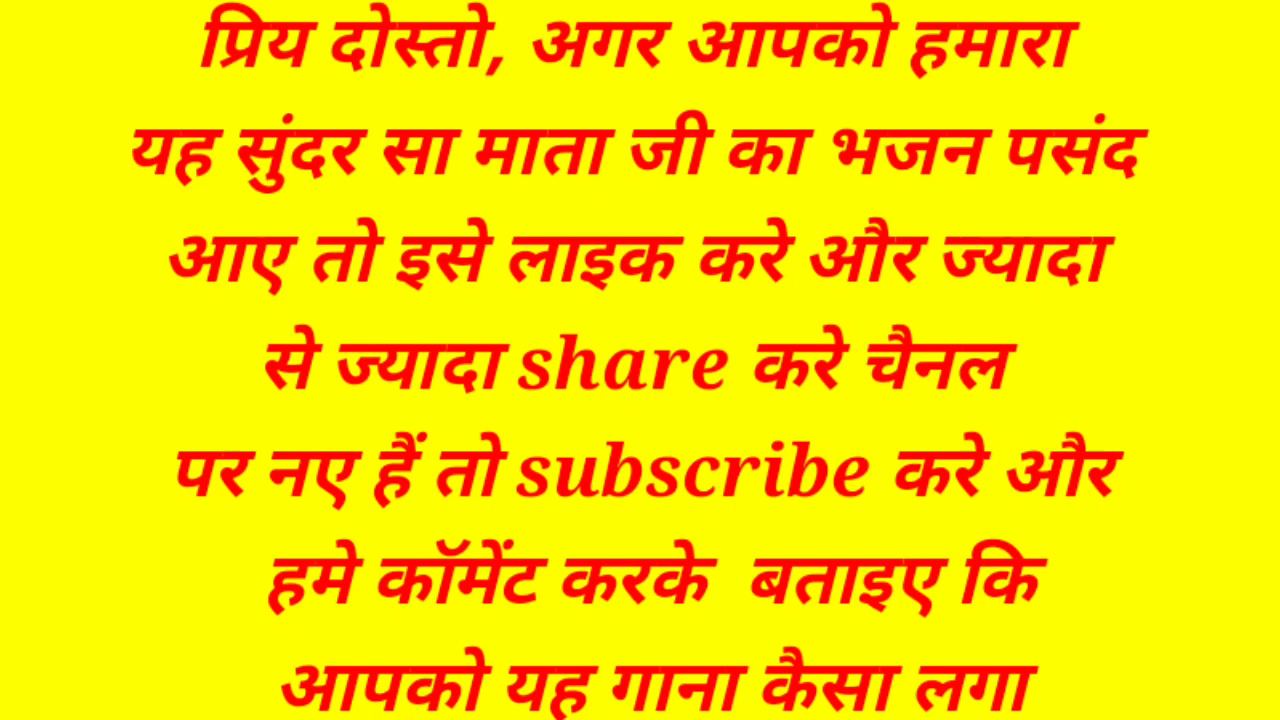 प्रिय दोस्तो, अगर आपको हमारा
यह सुंदर सा माता जी का भजन पसंद
आए तो इसे लाइक करे और ज्यादा
से ज्यादा share करे चैनल
पर नए हैं तो subscribe करे और
हमे कॉमेंट करके बताइए कि
आपको यह गाना कैसा लगा